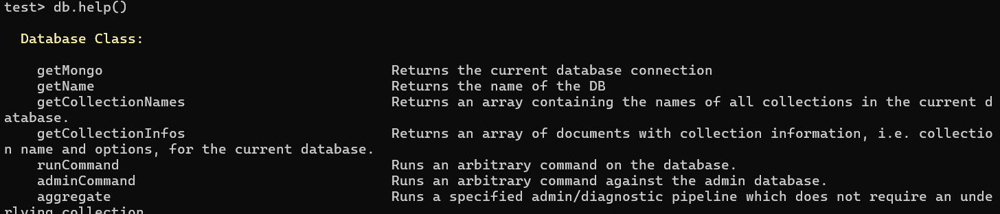 test> db.help()
Database Class:
getMongo Returns the current database connection
getName Returns the name of the DB
getCollectionNames Returns an array containing the names of all collections in the current d
atabase.
getCollectionInfos Returns an array of documents with collection information, i.e. collectio
n name and options, for the current database.
runCommand Runs an arbitrary command on the database.
adminCommand Runs an arbitrary command against the admin database.
aggregate Runs a specified admin/diagnostic pipeline which does not require an unde
rlying collection